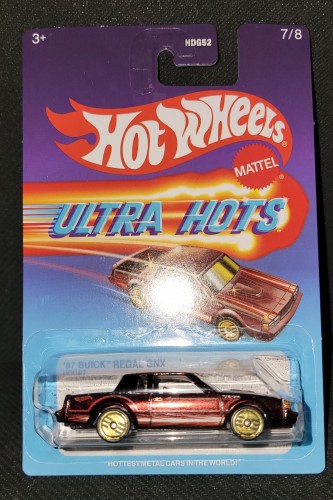 3+
HDG52
7/8
Hot Wheels
MATTEL
ULTRA HOTS
'87 BUICK® REGAL GNX
HOTTEST METAL CARS IN THE WORLD!